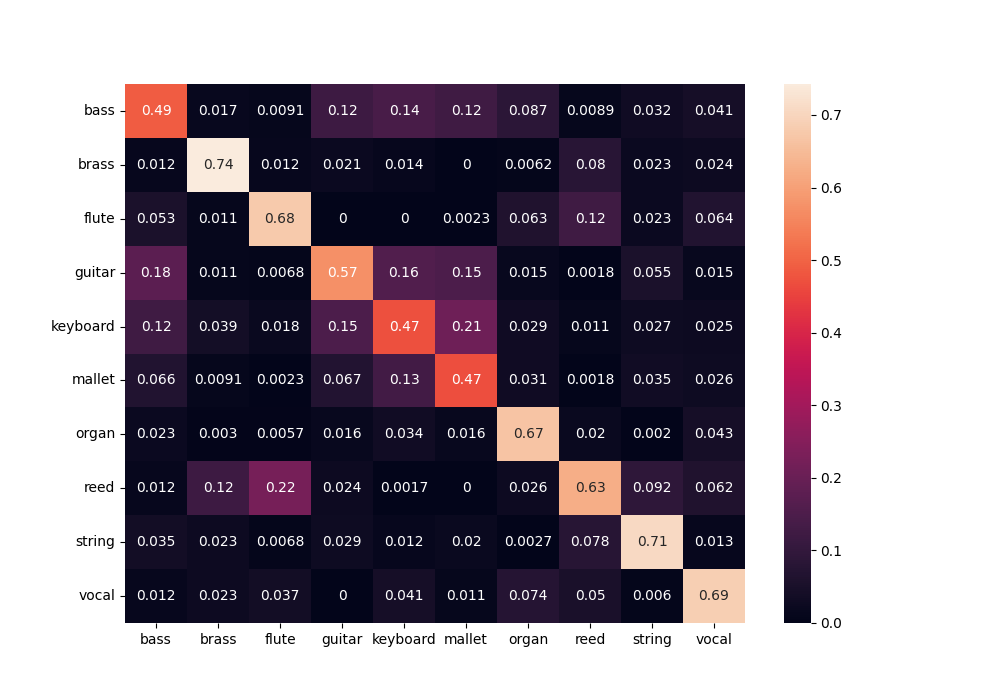 bass 0.49 0.017 0.0091 0.12 0.14 0.12 0.087 0.0089 0.032 0.041
brass 0.012 0.74 0.012 0.021 0.014 0 0.0062 0.08 0.023 0.024
flute 0.053 0.011 0.68 0 0 0.0023 0.063 0.12 0.023 0.064
guitar 0.18 0.011 0.0068 0.57 0.16 0.15 0.015 0.0018 0.055 0.015
keyboard 0.12 0.039 0.018 0.15 0.47 0.21 0.029 0.011 0.027 0.025
mallet 0.066 0.0091 0.0023 0.067 0.13 0.47 0.031 0.0018 0.035 0.026
organ 0.023 0.003 0.0057 0.016 0.034 0.016 0.67 0.02 0.002 0.043
reed 0.012 0.12 0.22 0.024 0.0017 0 0.026 0.63 0.092 0.062
string 0.035 0.023 0.0068 0.029 0.012 0.02 0.0027 0.078 0.71 0.013
vocal 0.012 0.023 0.037 0 0.041 0.011 0.074 0.05 0.006 0.69
bass brass flute guitar keyboard mallet organ reed string vocal
0.7
0.6
0.5
0.4
0.3
0.2
0.1
0.0